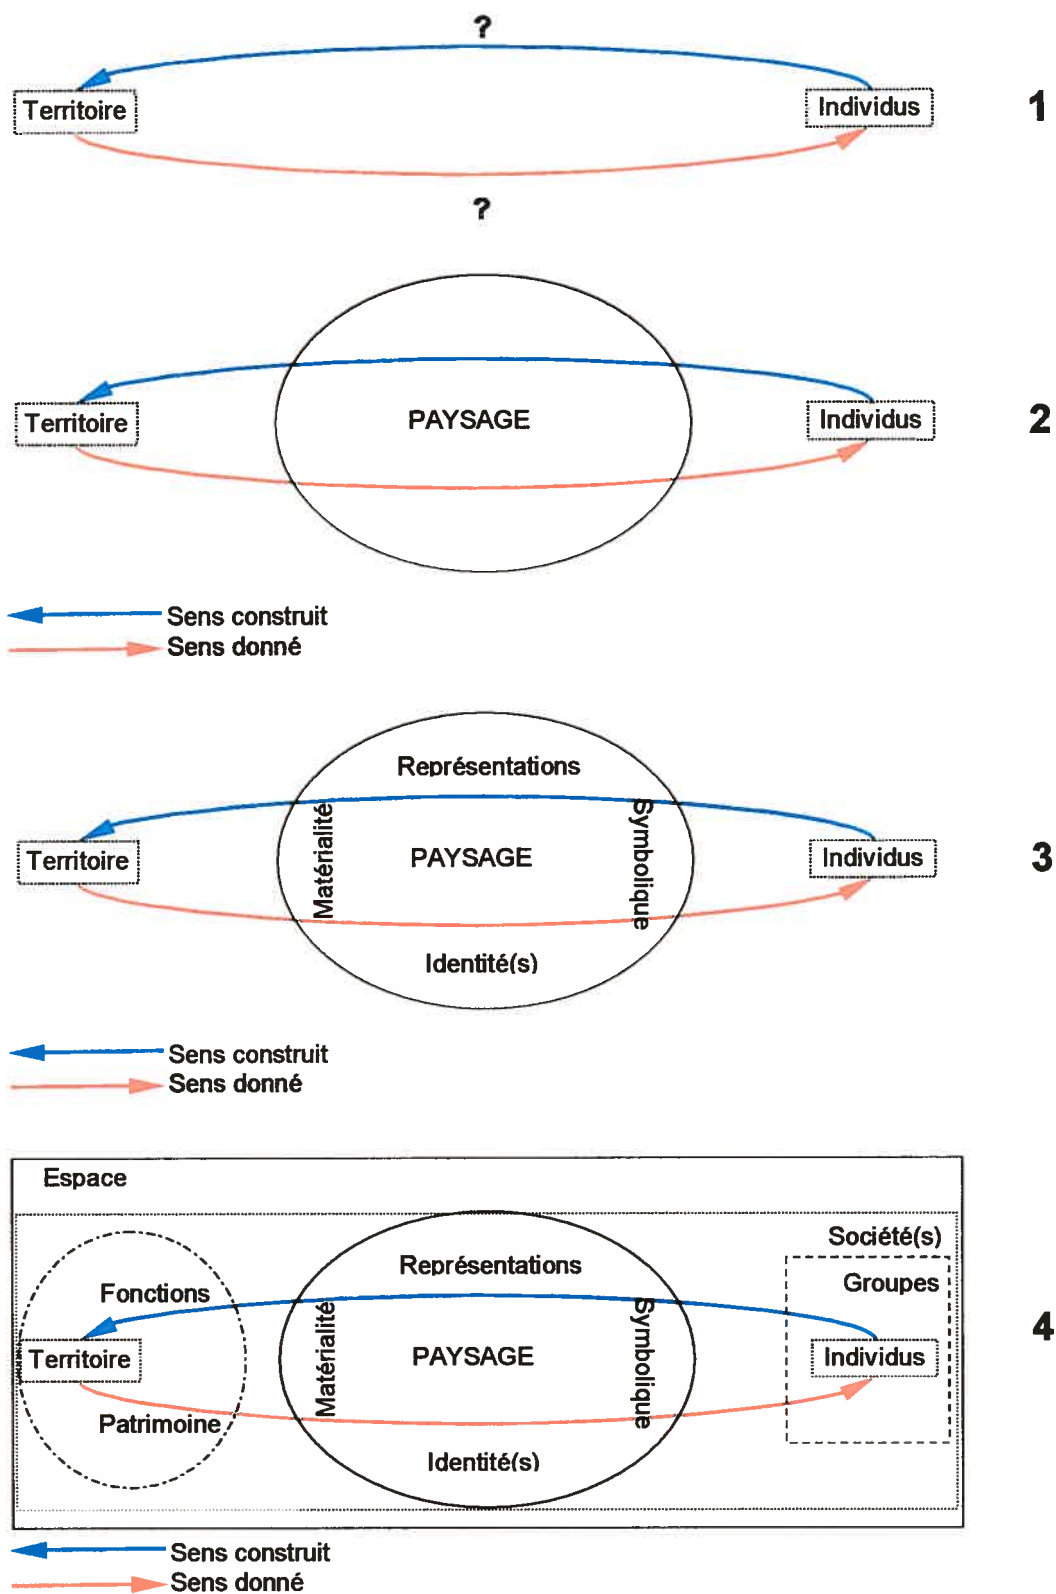 ?
Territoire
Individus
1
?
PAYSAGE
Territoire
Individus
2
Sens construit
Sens donné
Représentations
Matérialité
Symbolique
Territoire
PAYSAGE
Individus
3
Identité(s)
Sens construit
Sens donné
Espace
Société(s)
Représentations
Groupes
Fonctions
Matérialité
Symbolique
4
Territoire
PAYSAGE
Individus
Patrimoine
Identité(s)
Sens construit
Sens donné